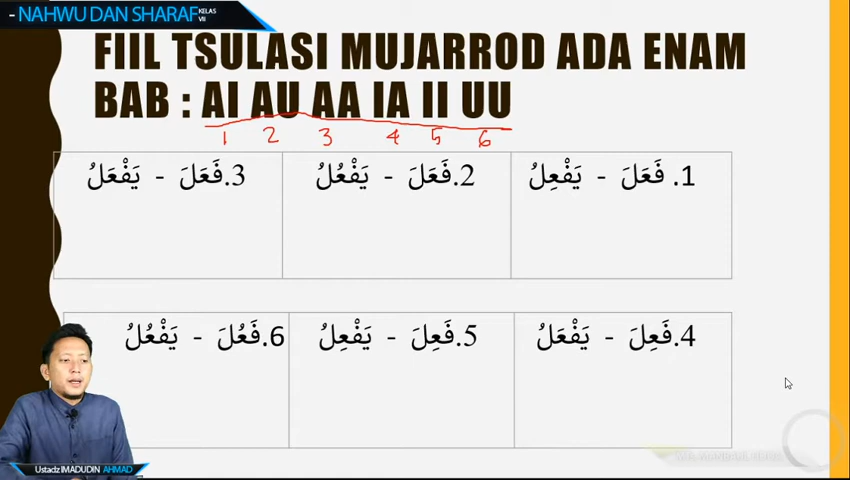 - NAHWU DAN SHARAF KELAS VII
FIIL TSULASI MUJARROD ADA ENAM
BAB : AI AU AA IA II UU
1 2 3 4 5 6
1. فَعَلَ - يَفْعِلُ
2.فَعَلَ - يَفْعُلُ
3.فَعَلَ - يَفْعَلُ
4.فَعِلَ - يَفْعَلُ
5.فَعِلَ - يَفْعِلُ
6.فَعُلَ - يَفْعُلُ
Ustadz IMADUDIN AHMAD